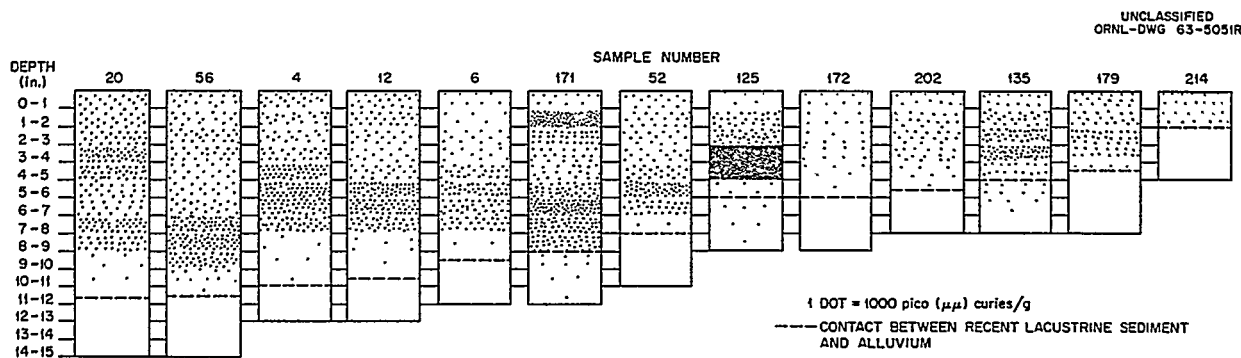 UNCLASSIFIED
ORNL-DWG 63-5051R
SAMPLE NUMBER
DEPTH
(in.)
20 56 4 12 6 171 52 125 172 202 135 179 214
0-1
1-2
2-3
3-4
4-5
5-6
6-7
7-8
8-9
9-10
10-11
11-12
12-13
13-14
14-15
1 DOT = 1000 pico (μμ) curies/g
CONTACT BETWEEN RECENT LACUSTRINE SEDIMENT
AND ALLUVIUM